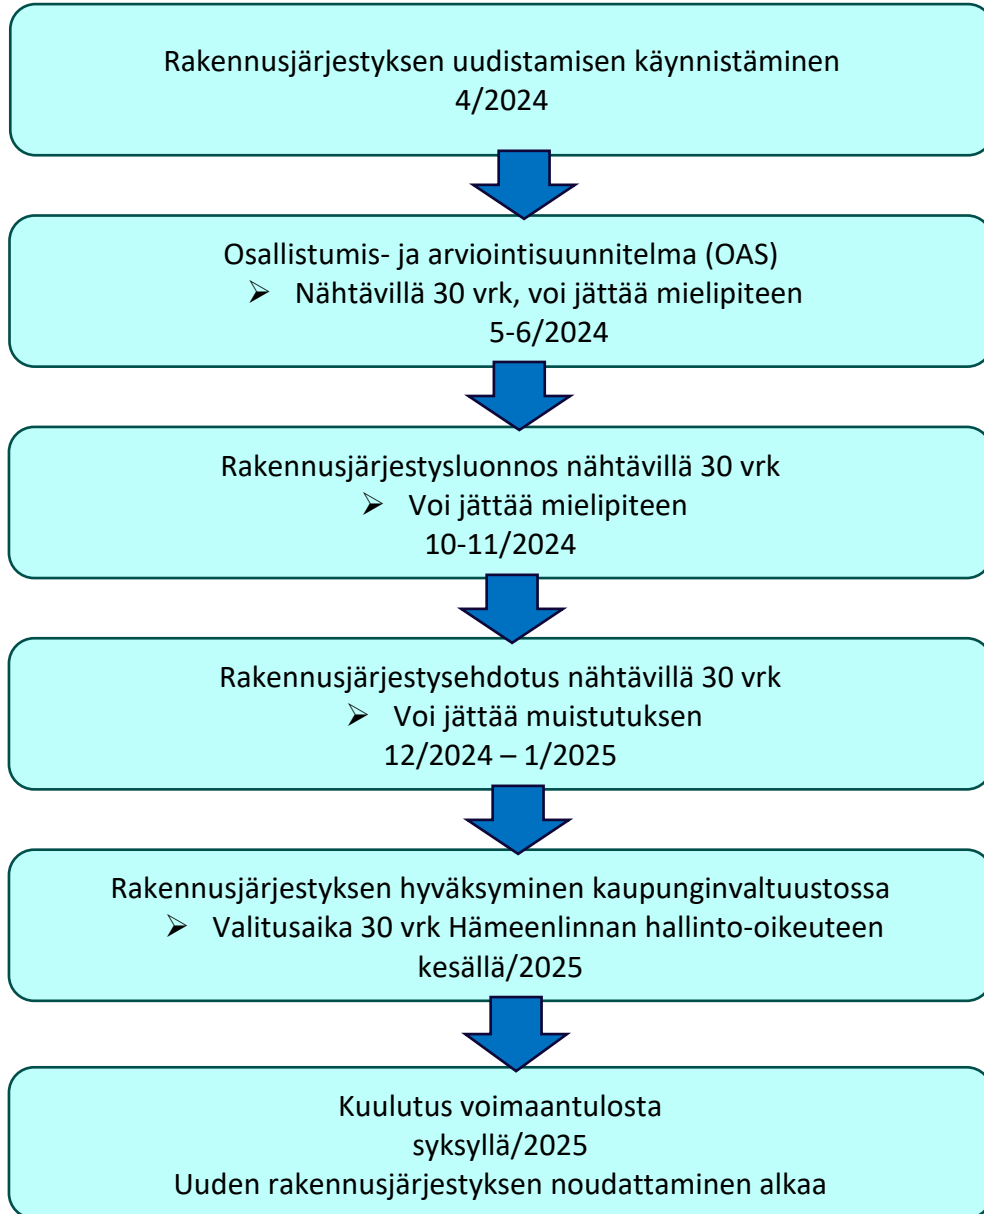 Rakennusjärjestyksen uudistamisen käynnistäminen
4/2024
Osallistumis- ja arviointisuunnitelma (OAS)
➢ Nähtävillä 30 vrk, voi jättää mielipiteen
5-6/2024
Rakennusjärjestysluonnos nähtävillä 30 vrk
➢ Voi jättää mielipiteen
10-11/2024
Rakennusjärjestysehdotus nähtävillä 30 vrk
➢ Voi jättää muistutuksen
12/2024 – 1/2025
Rakennusjärjestyksen hyväksyminen kaupunginvaltuustossa
➢ Valitusaika 30 vrk Hämeenlinnan hallinto-oikeuteen
kesällä/2025
Kuulutus voimaantulosta
syksyllä/2025
Uuden rakennusjärjestyksen noudattaminen alkaa